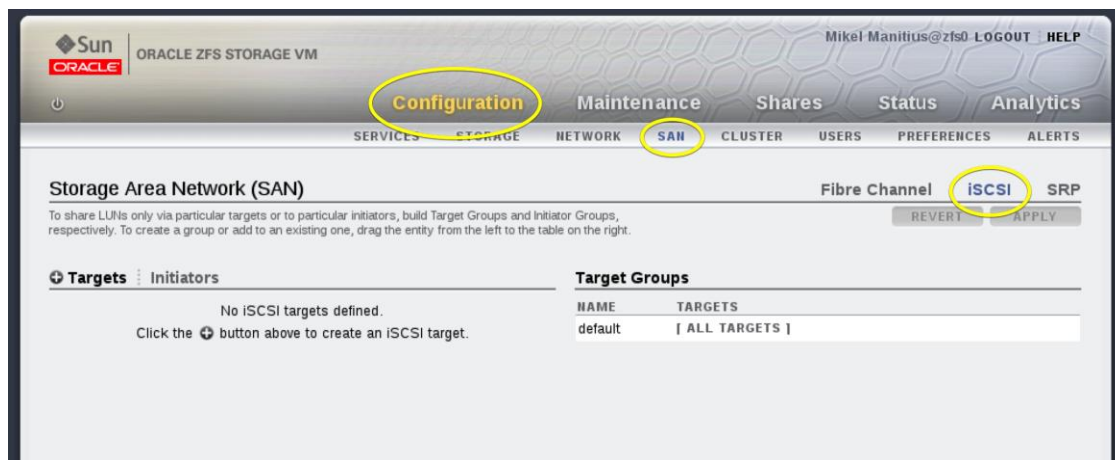 Sun
ORACLE
ORACLE ZFS STORAGE VM
Mikel Manitius@zfs0 LOGOUT HELP
Configuration Maintenance Shares Status Analytics
SERVICES STORAGE NETWORK SAN CLUSTER USERS PREFERENCES ALERTS
Storage Area Network (SAN)
Fibre Channel iSCSI SRP
To share LUNs only via particular targets or to particular initiators, build Target Groups and Initiator Groups,
respectively. To create a group or add to an existing one, drag the entity from the left to the table on the right.
REVERT APPLY
Targets Initiators
No iSCSI targets defined.
Click the button above to create an iSCSI target.
Target Groups
NAME TARGETS
default [ ALL TARGETS ]